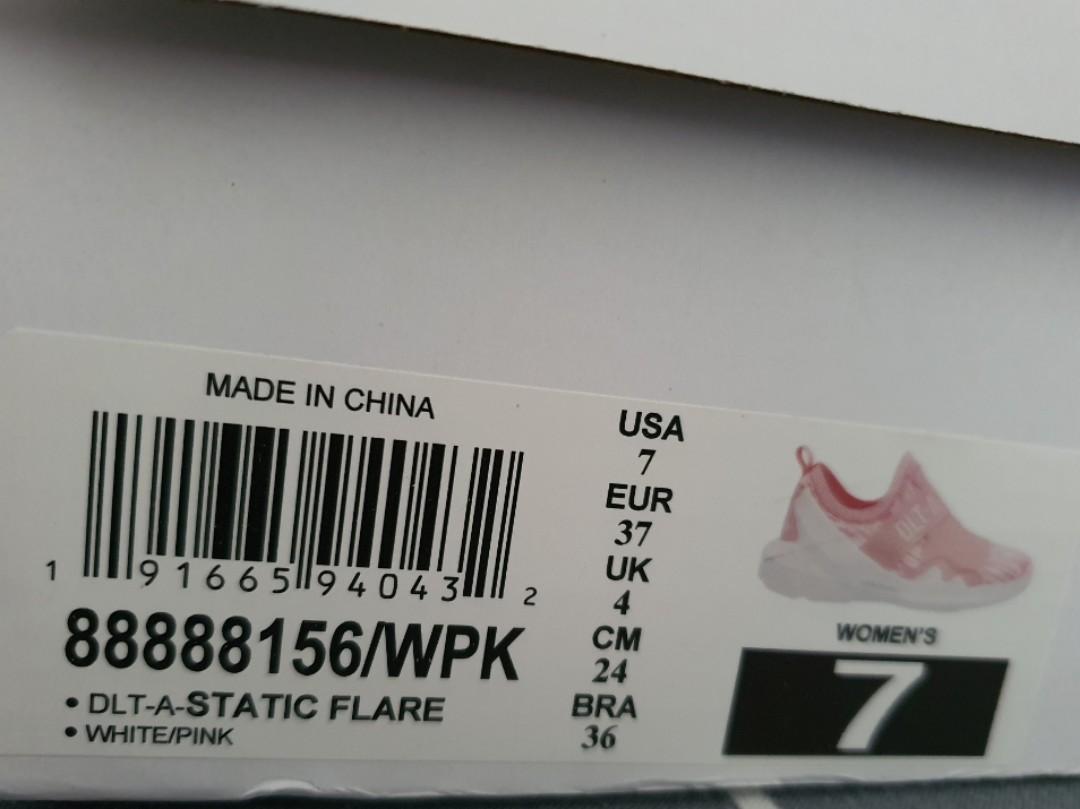 MADE IN CHINA
1 91665 94043 2
88888156/WPK
• DLT-A-STATIC FLARE
• WHITE/PINK
USA
7
EUR
37
UK
4
CM
24
BRA
36
DLT
WOMEN'S
7